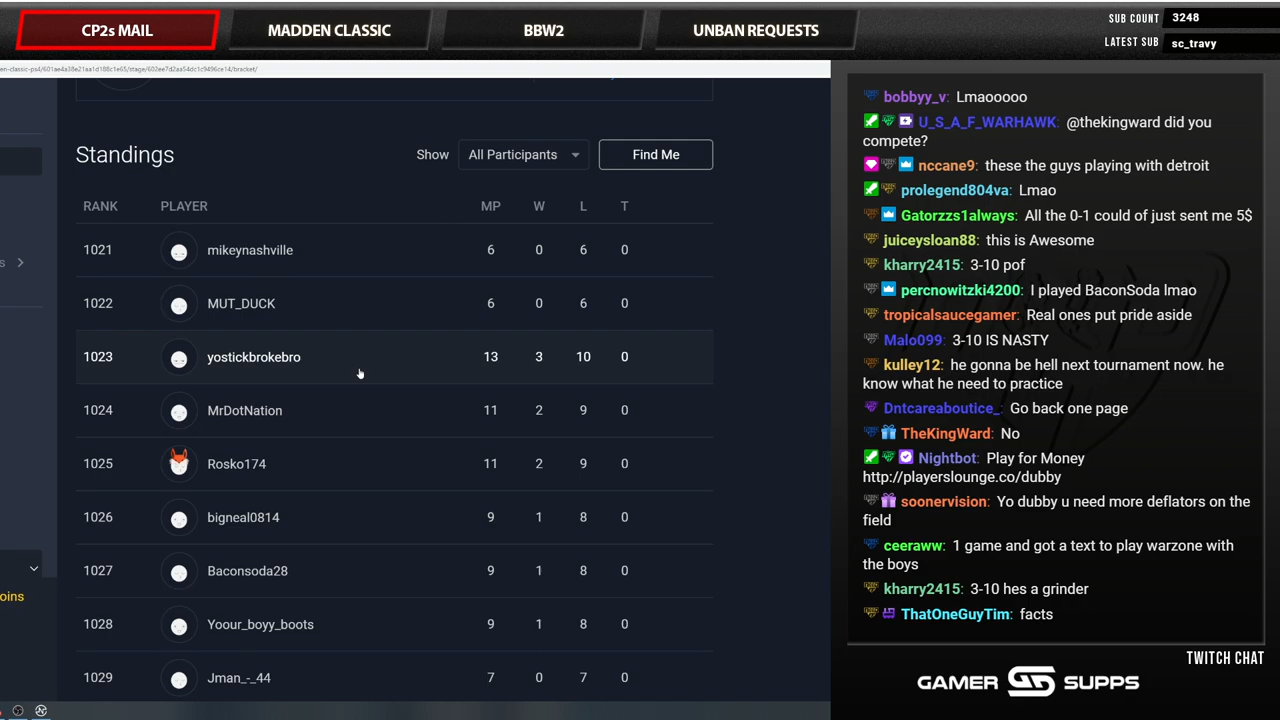 CP2s MAIL
MADDEN CLASSIC
BBW2
UNBAN REQUESTS
SUB COUNT 3248
LATEST SUB sc_travy
Standings
Show All Participants Find Me
RANK PLAYER MP W L T
1021 mikeynashville 6 0 6 0
1022 MUT_DUCK 6 0 6 0
1023 yostickbrokebro 13 3 10 0
1024 MrDotNation 11 2 9 0
1025 Rosko174 11 2 9 0
1026 bigneal0814 9 1 8 0
1027 Baconsoda28 9 1 8 0
1028 Yoour_boyy_boots 9 1 8 0
1029 Jman_-_44 7 0 7 0
s
oins
bobbyy_v: Lmaooooo
U_S_A_F_WARHAWK: @thekingward did you
compete?
nccane9: these the guys playing with detroit
prolegend804va: Lmao
Gatorzzs1always: All the 0-1 could of just sent me 5$
juiceysloan88: this is Awesome
kharry2415: 3-10 pof
percnowitzki4200: I played BaconSoda lmao
tropicalsaucegamer: Real ones put pride aside
Malo099: 3-10 IS NASTY
kulley12: he gonna be hell next tournament now. he
know what he need to practice
Dntcareaboutice_: Go back one page
TheKingWard: No
Nightbot: Play for Money
http://playerslounge.co/dubby
soonervision: Yo dubby u need more deflators on the
field
ceeraww: 1 game and got a text to play warzone with
the boys
kharry2415: 3-10 hes a grinder
ThatOneGuyTim: facts
TWITCH CHAT
GAMER SUPPS